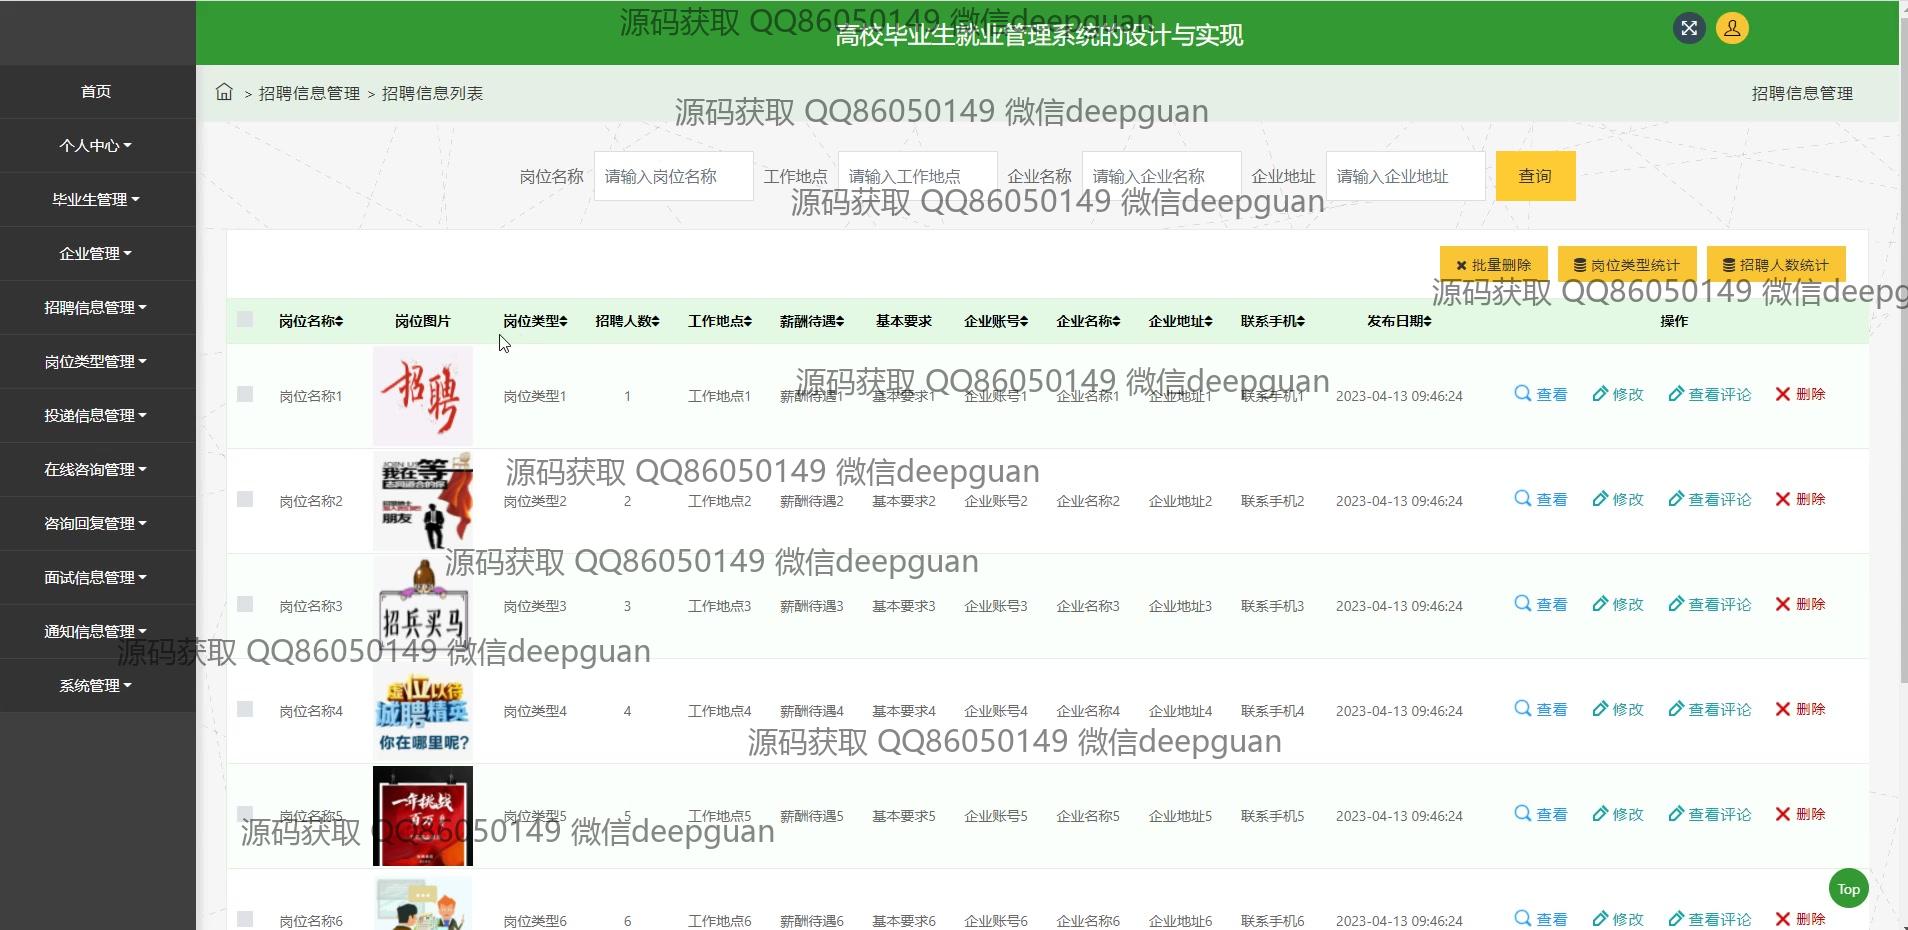 高校毕业生就业管理系统的设计与实现
源码获取 QQ86050149 微信deepguan
首页
个人中心
毕业生管理
企业管理
招聘信息管理
岗位类型管理
投递信息管理
在线咨询管理
咨询回复管理
面试信息管理
通知信息管理
系统管理
> 招聘信息管理 > 招聘信息列表
招聘信息管理
源码获取 QQ86050149 微信deepguan
岗位名称 请输入岗位名称 工作地点 请输入工作地点 企业名称 请输入企业名称 企业地址 请输入企业地址 查询
源码获取 QQ86050149 微信deepguan
批量删除 岗位类型统计 招聘人数统计
源码获取 QQ86050149 微信deepg
岗位名称 岗位图片 岗位类型 招聘人数 工作地点 薪酬待遇 基本要求 企业账号 企业名称 企业地址 联系手机 发布日期 操作
源码获取 QQ86050149 微信deepguan
岗位名称1 招聘 岗位类型1 1 工作地点1 薪酬待遇1 基本要求1 企业账号1 企业名称1 企业地址1 联系手机1 2023-04-13 09:46:24 查看 修改 查看评论 删除
源码获取 QQ86050149 微信deepguan
JOIN US
我在等
志同道合的你
朋友
岗位名称2 岗位类型2 2 工作地点2 薪酬待遇2 基本要求2 企业账号2 企业名称2 企业地址2 联系手机2 2023-04-13 09:46:24 查看 修改 查看评论 删除
源码获取 QQ86050149 微信deepguan
岗位名称3 招兵买马 岗位类型3 3 工作地点3 薪酬待遇3 基本要求3 企业账号3 企业名称3 企业地址3 联系手机3 2023-04-13 09:46:24 查看 修改 查看评论 删除
源码获取 QQ86050149 微信deepguan
虚位以待
诚聘精英
你在哪里呢?
岗位名称4 岗位类型4 4 工作地点4 薪酬待遇4 基本要求4 企业账号4 企业名称4 企业地址4 联系手机4 2023-04-13 09:46:24 查看 修改 查看评论 删除
源码获取 QQ86050149 微信deepguan
一年挑战
百万
岗位名称5 岗位类型5 5 工作地点5 薪酬待遇5 基本要求5 企业账号5 企业名称5 企业地址5 联系手机5 2023-04-13 09:46:24 查看 修改 查看评论 删除
源码获取 QQ86050149 微信deepguan
Top
岗位名称6 岗位类型6 6 工作地点6 薪酬待遇6 基本要求6 企业账号6 企业名称6 企业地址6 联系手机6 2023-04-13 09:46:24 查看 修改 查看评论 删除